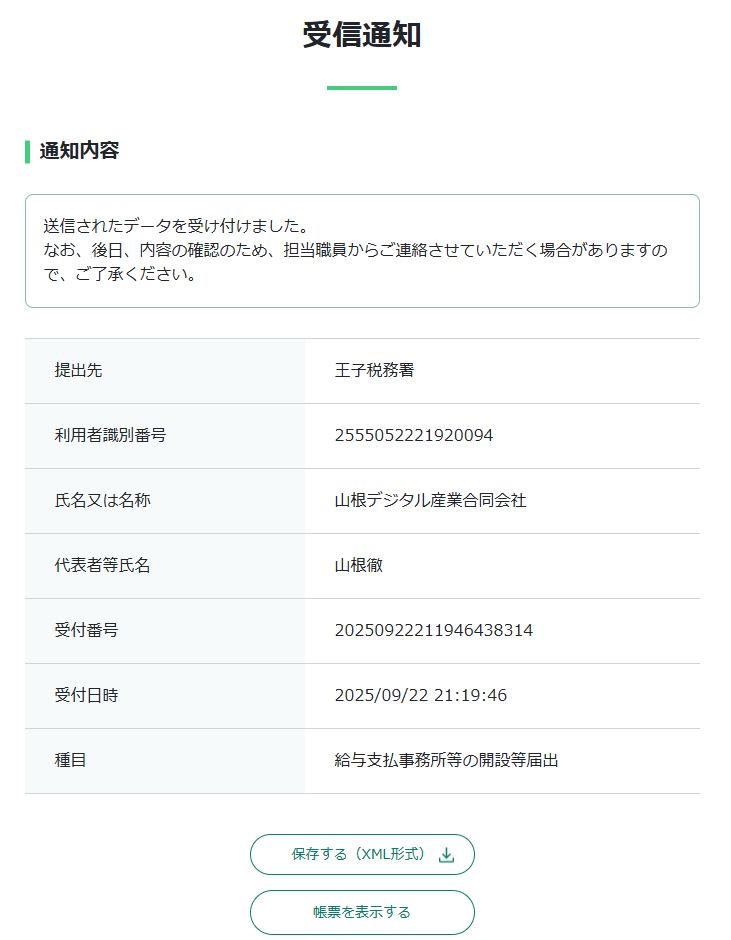 受信通知
通知内容
送信されたデータを受け付けました。
なお、後日、内容の確認のため、担当職員からご連絡させていただく場合がありますの
で、ご了承ください。
提出先 王子税務署
利用者識別番号 2555052221920094
氏名又は名称 山根デジタル産業合同会社
代表者等氏名 山根徹
受付番号 20250922211946438314
受付日時 2025/09/22 21:19:46
種目 給与支払事務所等の開設等届出
保存する（XML形式）
帳票を表示する